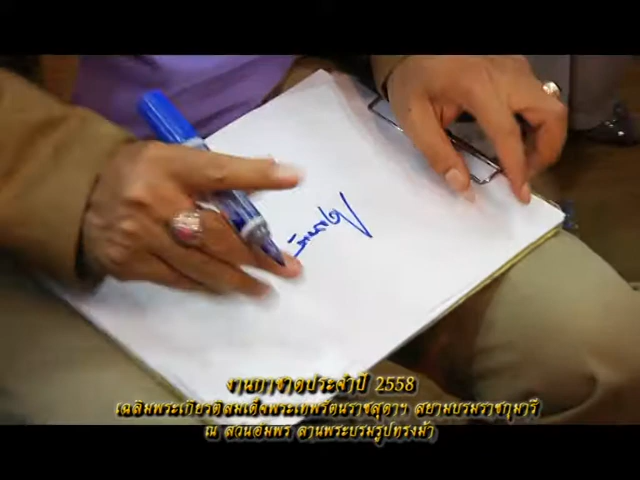 งานกาชาดประจำปี 2558
เฉลิมพระเกียรติสมเด็จพระเทพรัตนราชสุดาฯ สยามบรมราชกุมารี
ณ สวนอัมพร ลานพระบรมรูปทรงม้า